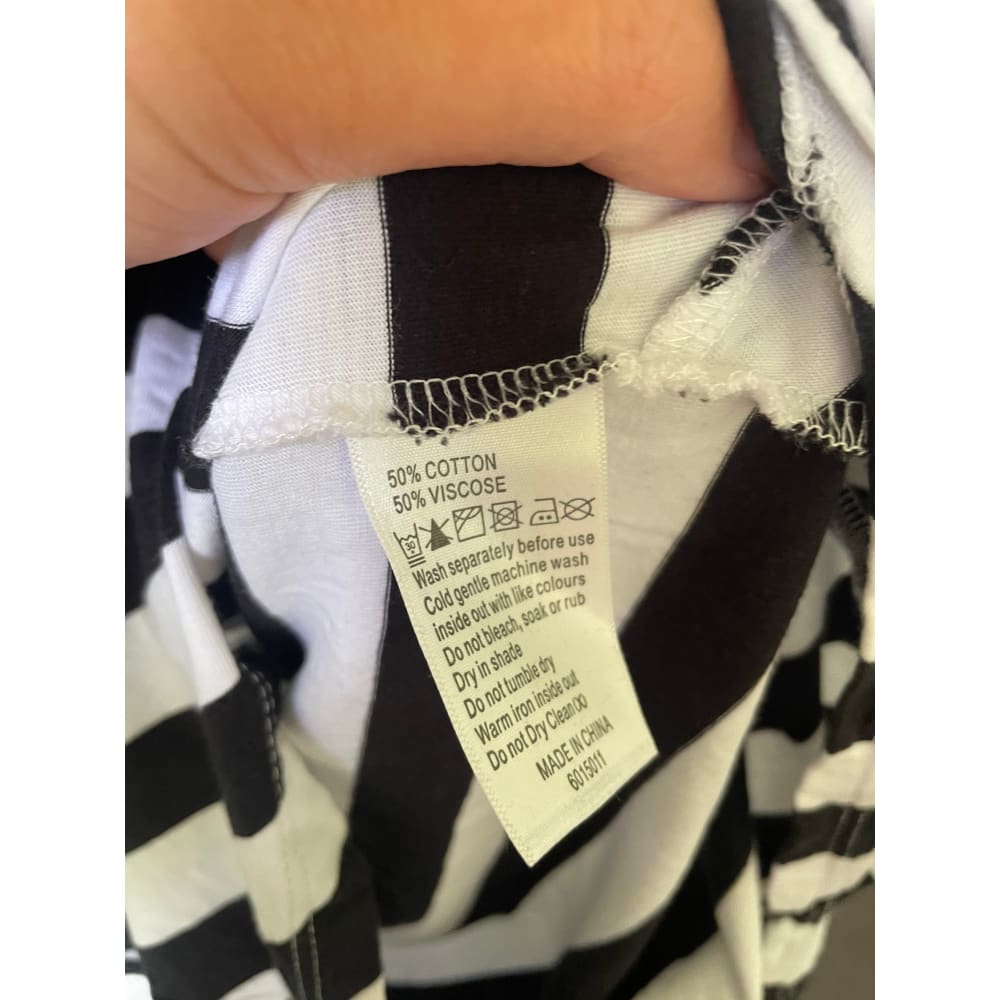 50% COTTON
50% VISCOSE
30
Wash separately before use
Cold gentle machine wash
inside out with like colours
Do not bleach, soak or rub
Dry in shade
Do not tumble dry
Warm iron inside out
Do not Dry Clean
MADE IN CHINA
6015011